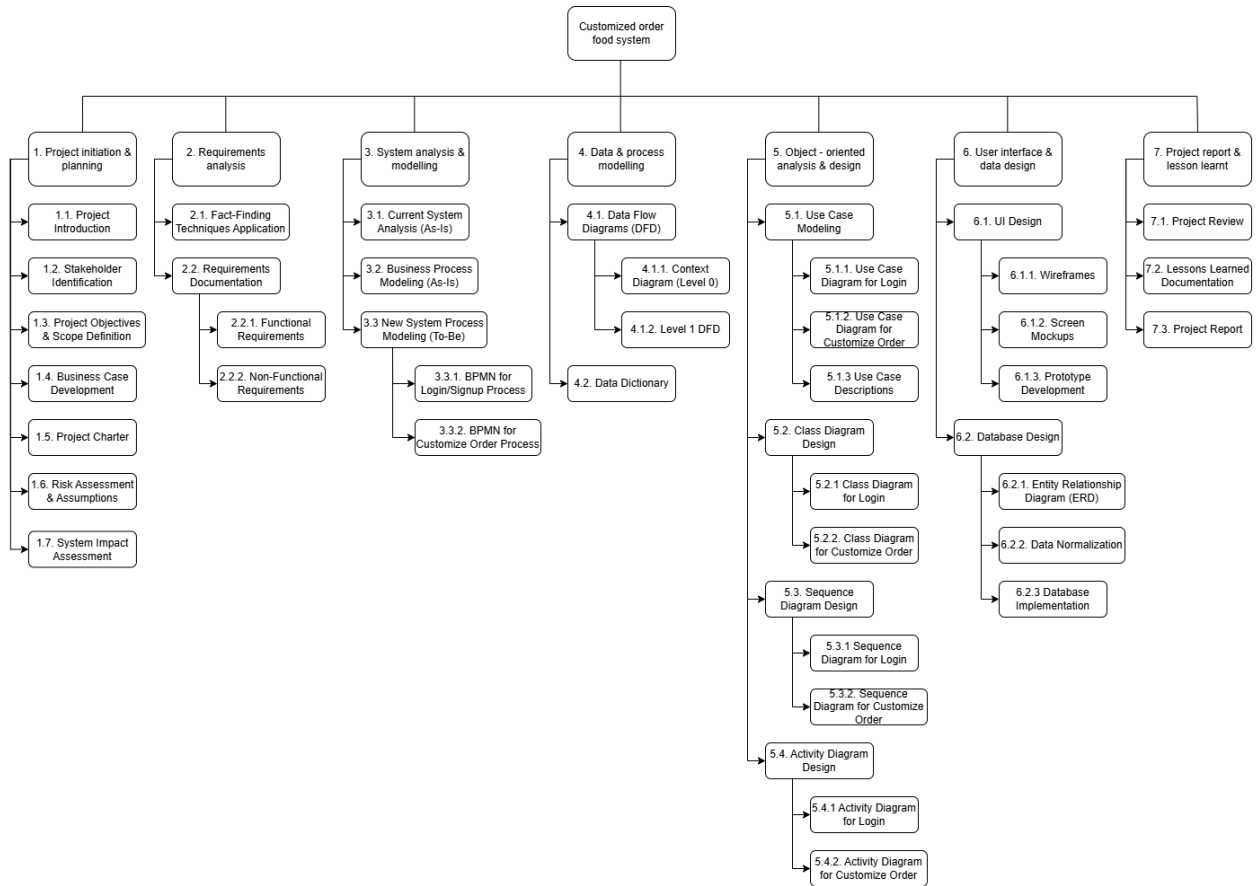 Customized order
food system
1. Project initiation &
planning
1.1. Project
Introduction
1.2. Stakeholder
Identification
1.3. Project Objectives
& Scope Definition
1.4. Business Case
Development
1.5. Project Charter
1.6. Risk Assessment
& Assumptions
1.7. System Impact
Assessment
2. Requirements
analysis
2.1. Fact-Finding
Techniques Application
2.2. Requirements
Documentation
2.2.1. Functional
Requirements
2.2.2. Non-Functional
Requirements
3. System analysis &
modelling
3.1. Current System
Analysis (As-Is)
3.2. Business Process
Modeling (As-Is)
3.3 New System Process
Modeling (To-Be)
3.3.1. BPMN for
Login/Signup Process
3.3.2. BPMN for
Customize Order Process
4. Data & process
modelling
4.1. Data Flow
Diagrams (DFD)
4.1.1. Context
Diagram (Level 0)
4.1.2. Level 1 DFD
4.2. Data Dictionary
5. Object - oriented
analysis & design
5.1. Use Case
Modeling
5.1.1. Use Case
Diagram for Login
5.1.2. Use Case
Diagram for
Customize Order
5.1.3 Use Case
Descriptions
5.2. Class Diagram
Design
5.2.1 Class Diagram
for Login
5.2.2. Class Diagram
for Customize Order
5.3. Sequence
Diagram Design
5.3.1 Sequence
Diagram for Login
5.3.2. Sequence
Diagram for Customize
Order
5.4. Activity Diagram
Design
5.4.1 Activity Diagram
for Login
5.4.2. Activity Diagram
for Customize Order
6. User interface &
data design
6.1. UI Design
6.1.1. Wireframes
6.1.2. Screen
Mockups
6.1.3. Prototype
Development
6.2. Database Design
6.2.1. Entity Relationship
Diagram (ERD)
6.2.2. Data Normalization
6.2.3 Database
Implementation
7. Project report &
lesson learnt
7.1. Project Review
7.2. Lessons Learned
Documentation
7.3. Project Report